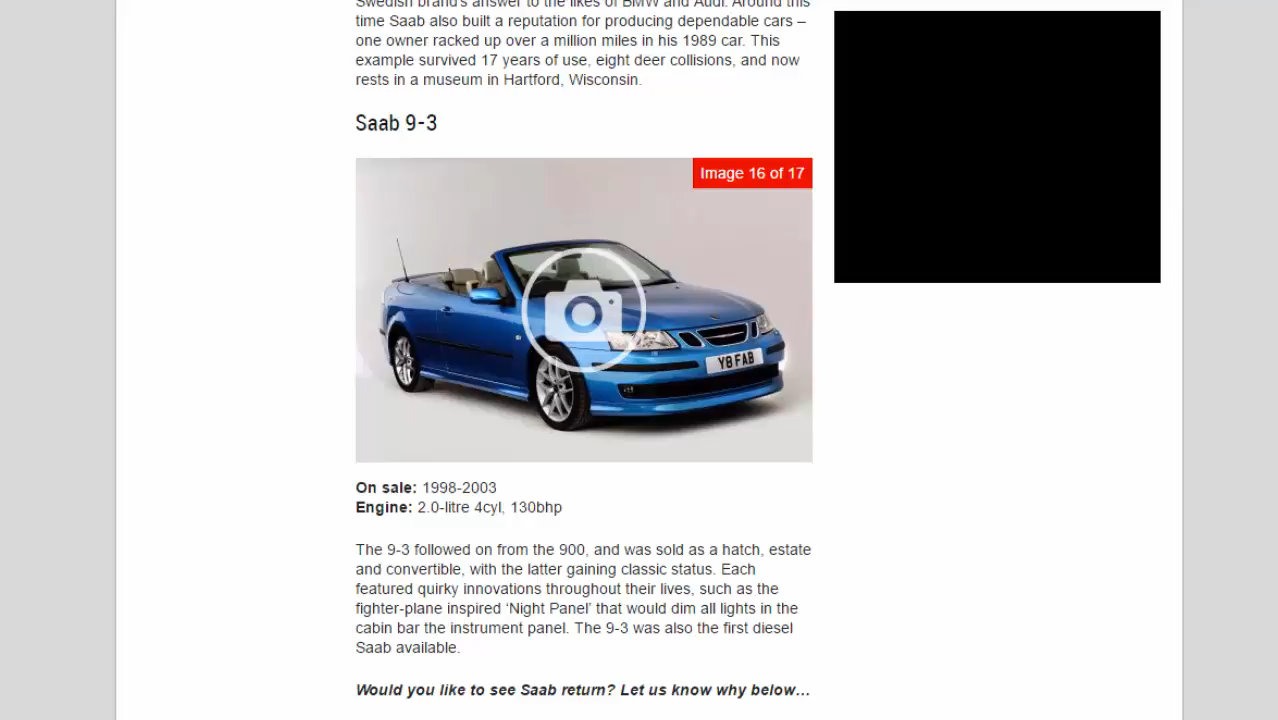 Swedish brand's answer to the likes of BMW and Audi. Around this
time Saab also built a reputation for producing dependable cars –
one owner racked up over a million miles in his 1989 car. This
example survived 17 years of use, eight deer collisions, and now
rests in a museum in Hartford, Wisconsin.
Saab 9-3
Image 16 of 17
Y8 FAB
On sale: 1998-2003
Engine: 2.0-litre 4cyl, 130bhp
The 9-3 followed on from the 900, and was sold as a hatch, estate
and convertible, with the latter gaining classic status. Each
featured quirky innovations throughout their lives, such as the
fighter-plane inspired ‘Night Panel’ that would dim all lights in the
cabin bar the instrument panel. The 9-3 was also the first diesel
Saab available.
Would you like to see Saab return? Let us know why below…